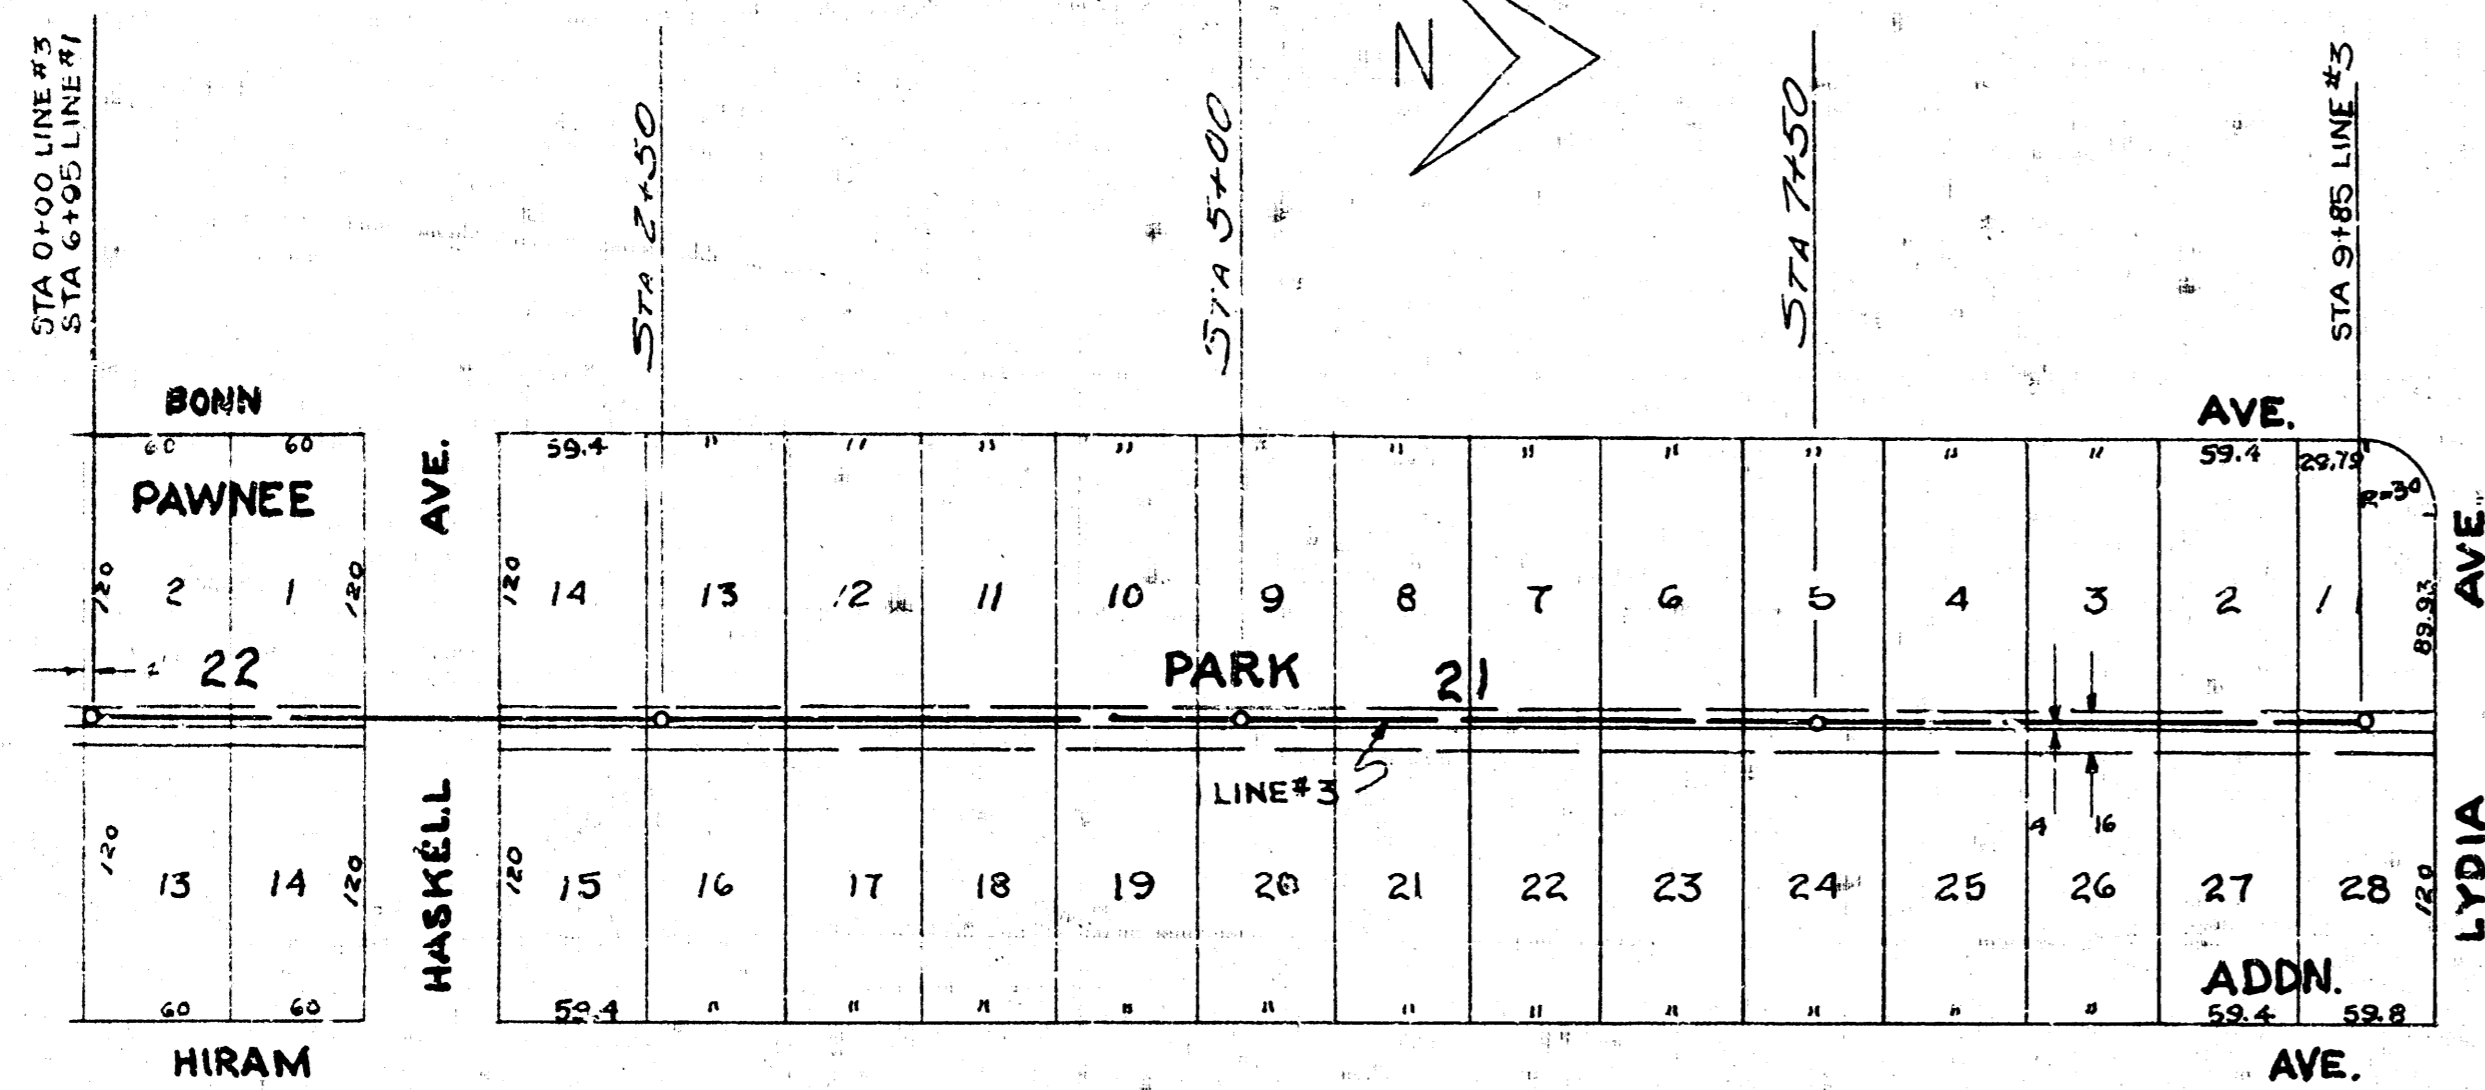 STA 0+00 LINE #3
STA 6+95 LINE #1
STA 2+50
STA 5+00
N
STA 7+50
STA 9+85 LINE #3
BONN AVE.
60 60 59.4 " " " " " " " " " " " 59.4 29.79
R=30
PAWNEE
AVE.
AVE.
120 2 1 120 120 14 13 12 11 10 9 8 7 6 5 4 3 2 1 89.93
22 PARK 21
LINE #3
4 16
120 13 14 120 120 15 16 17 18 19 20 21 22 23 24 25 26 27 28 120
HASKELL
LYDIA
ADDN.
60 60 59.4 " " " " " " " " " " " 59.4 59.8
HIRAM AVE.